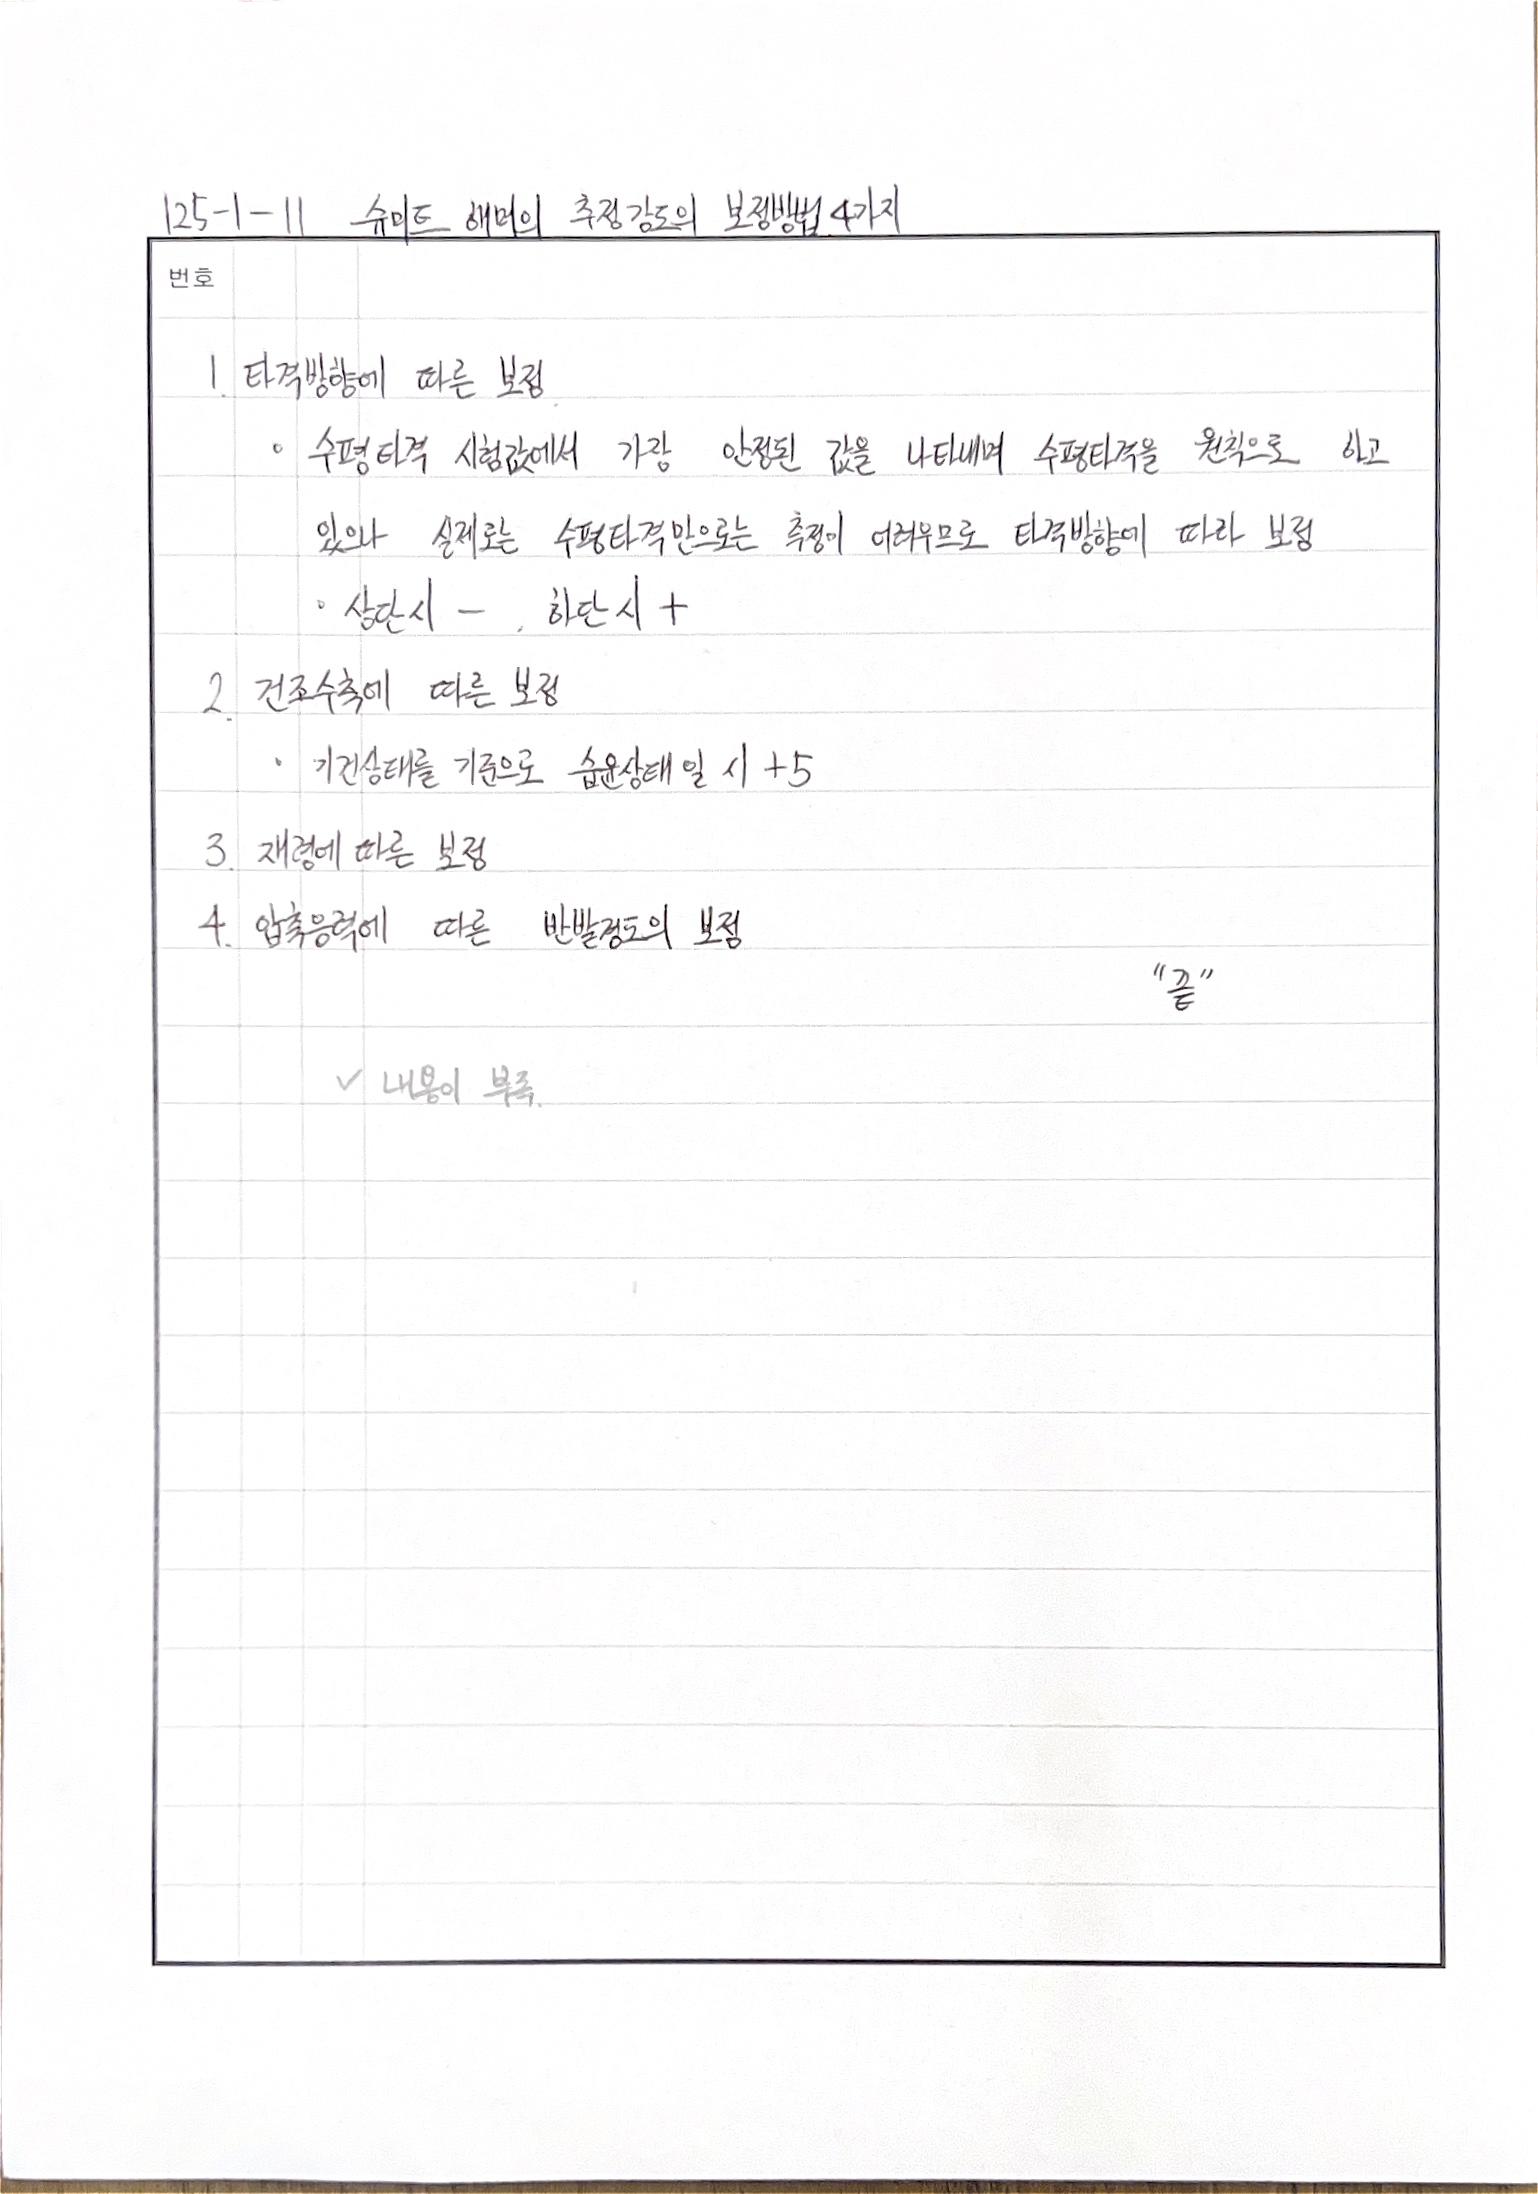 125-1-11 슈미트 해머의 추정강도의 보정방법 4가지
번호
1. 타격방향에 따른 보정
• 수평타격 시험값에서 가장 안정된 값을 나타내며 수평타격을 원칙으로 하고
있으나 실제로는 수평타격만으로는 추정이 어려우므로 타격방향에 따라 보정
• 상단시 - , 하단시 +
2. 건조수축에 따른 보정
• 기건상태를 기준으로 습윤상태일 시 +5
3. 재령에 따른 보정
4. 압축응력에 따른 반발정도의 보정
"끝"
✓ 내용이 부족.